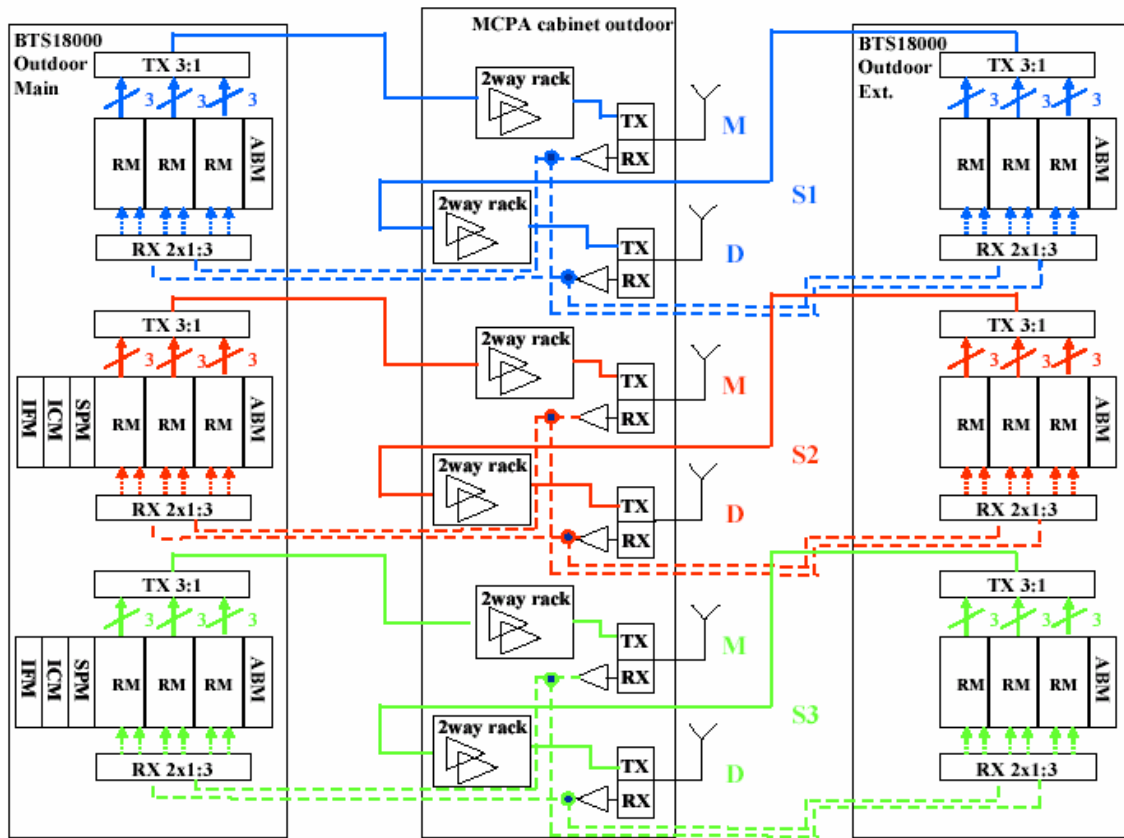 MCPA cabinet outdoor
BTS18000
Outdoor
Main
TX 3:1
3 3 3
RM RM RM ABM
RX 2x1:3
TX 3:1
3 3 3
IFM ICM SPM RM RM RM ABM
RX 2x1:3
TX 3:1
3 3 3
IFM ICM SPM RM RM RM ABM
RX 2x1:3
2way rack
TX
RX
M
S1
2way rack
TX
RX
D
2way rack
TX
RX
M
S2
2way rack
TX
RX
D
2way rack
TX
RX
M
S3
2way rack
TX
RX
D
BTS18000
Outdoor
Ext.
TX 3:1
3 3 3
RM RM RM ABM
RX 2x1:3
TX 3:1
3 3 3
RM RM RM ABM
RX 2x1:3
TX 3:1
3 3 3
RM RM RM ABM
RX 2x1:3